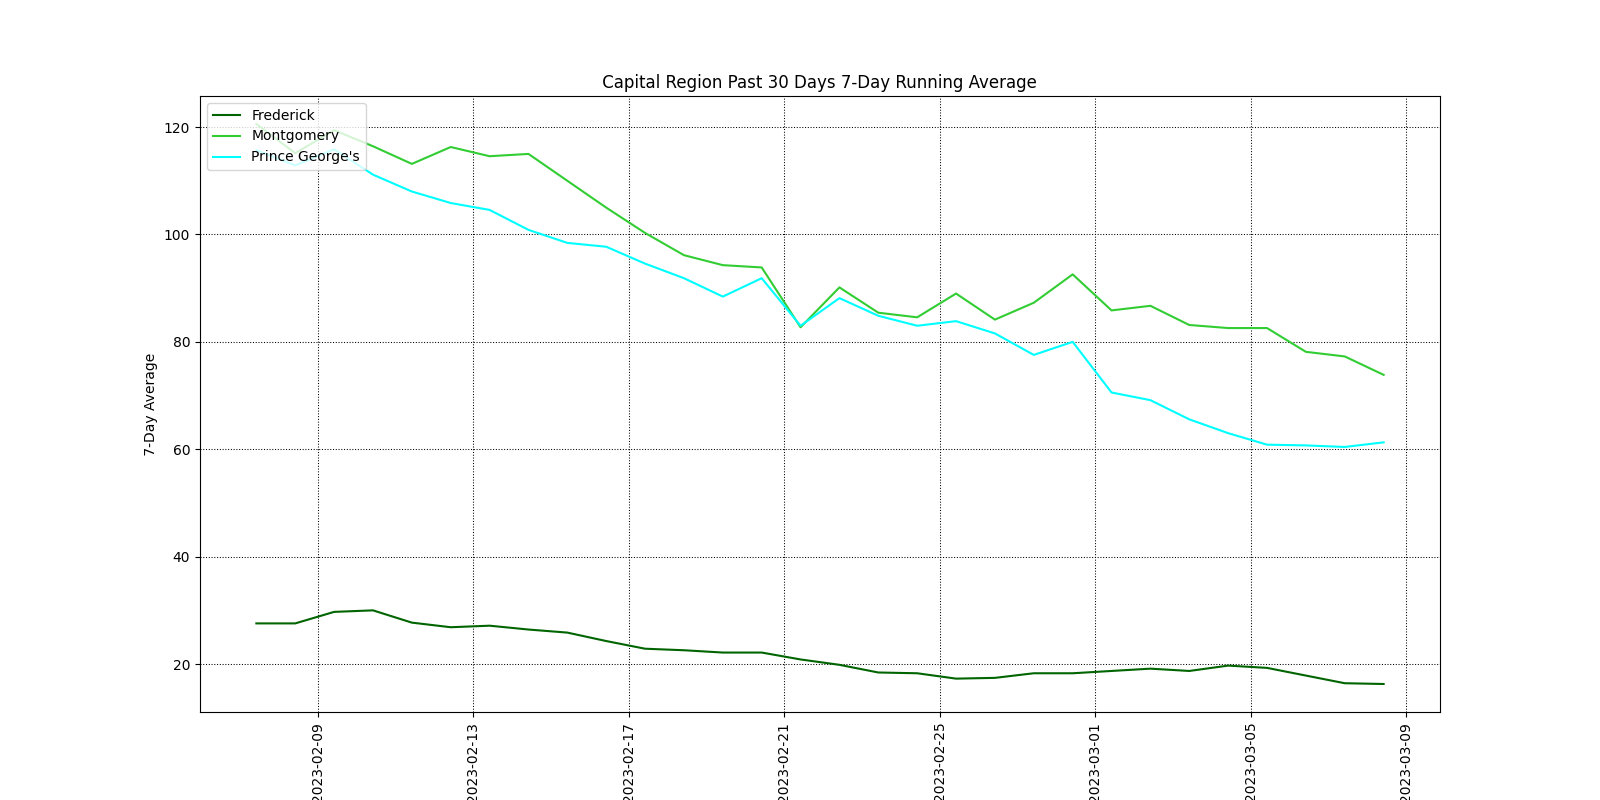 Capital Region Past 30 Days 7-Day Running Average
Frederick
Montgomery
Prince George's
7-Day Average
120
100
80
60
40
20
2023-02-09
2023-02-13
2023-02-17
2023-02-21
2023-02-25
2023-03-01
2023-03-05
2023-03-09